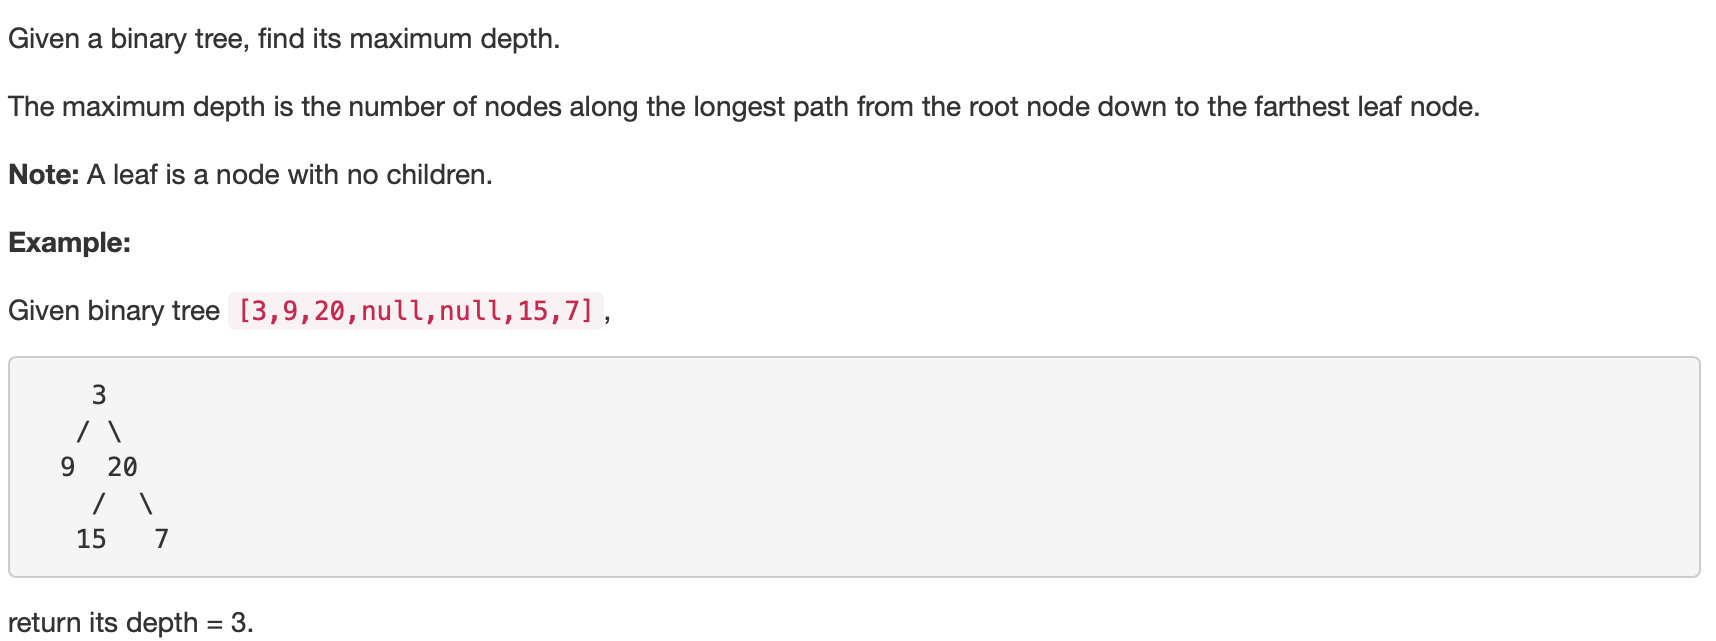 Given a binary tree, find its maximum depth.
The maximum depth is the number of nodes along the longest path from the root node down to the farthest leaf node.
Note: A leaf is a node with no children.
Example:
Given binary tree [3,9,20,null,null,15,7],
    3
   / \
  9  20
    /  \
   15   7
return its depth = 3.